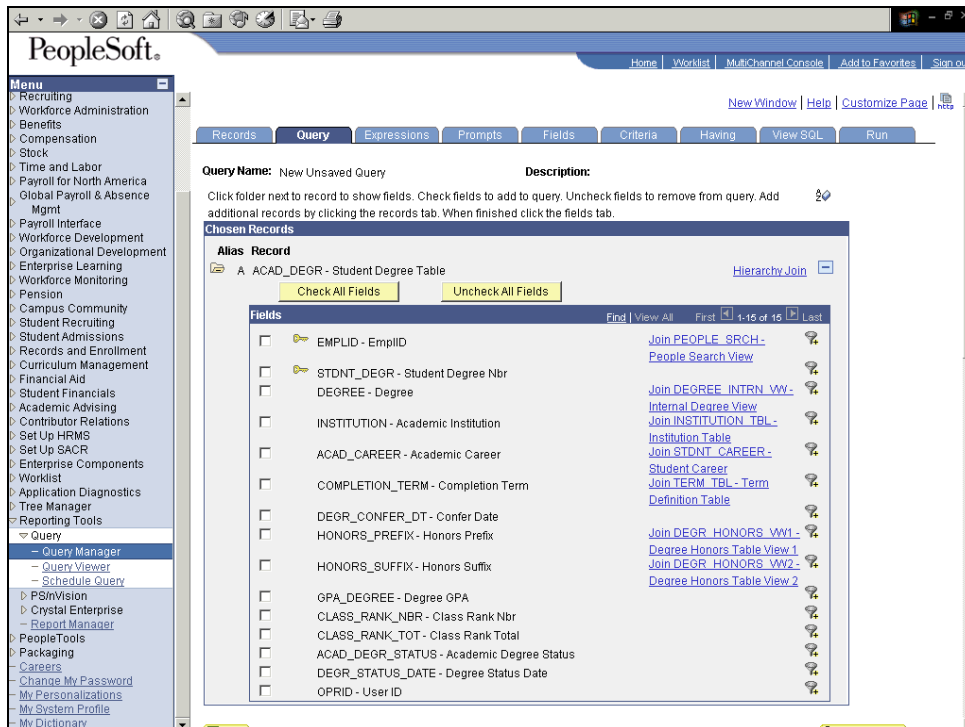 PeopleSoft®
Home | Worklist | MultiChannel Console | Add to Favorites | Sign ou
Menu
Recruiting
Workforce Administration
Benefits
Compensation
Stock
Time and Labor
Payroll for North America
Global Payroll & Absence
Mgmt
Payroll Interface
Workforce Development
Organizational Development
Enterprise Learning
Workforce Monitoring
Pension
Campus Community
Student Recruiting
Student Admissions
Records and Enrollment
Curriculum Management
Financial Aid
Student Financials
Academic Advising
Contributor Relations
Set Up HRMS
Set Up SACR
Enterprise Components
Worklist
Application Diagnostics
Tree Manager
Reporting Tools
Query
– Query Manager
– Query Viewer
– Schedule Query
PS/nVision
Crystal Enterprise
– Report Manager
PeopleTools
Packaging
– Careers
– Change My Password
– My Personalizations
– My System Profile
– My Dictionary
New Window | Help | Customize Page | http
Records Query Expressions Prompts Fields Criteria Having View SQL Run
Query Name: New Unsaved Query Description:
Click folder next to record to show fields. Check fields to add to query. Uncheck fields to remove from query. Add
additional records by clicking the records tab. When finished click the fields tab.
Chosen Records
Alias Record
A ACAD_DEGR - Student Degree Table Hierarchy Join
Check All Fields Uncheck All Fields
Fields Find | View All First 1-15 of 15 Last
EMPLID - EmplID Join PEOPLE_SRCH -
People Search View
STDNT_DEGR - Student Degree Nbr
DEGREE - Degree Join DEGREE_INTRN_VW -
Internal Degree View
INSTITUTION - Academic Institution Join INSTITUTION_TBL -
Institution Table
ACAD_CAREER - Academic Career Join STDNT_CAREER -
Student Career
COMPLETION_TERM - Completion Term Join TERM_TBL - Term
Definition Table
DEGR_CONFER_DT - Confer Date
HONORS_PREFIX - Honors Prefix Join DEGR_HONORS_VW1 -
Degree Honors Table View 1
HONORS_SUFFIX - Honors Suffix Join DEGR_HONORS_VW2 -
Degree Honors Table View 2
GPA_DEGREE - Degree GPA
CLASS_RANK_NBR - Class Rank Nbr
CLASS_RANK_TOT - Class Rank Total
ACAD_DEGR_STATUS - Academic Degree Status
DEGR_STATUS_DATE - Degree Status Date
OPRID - User ID